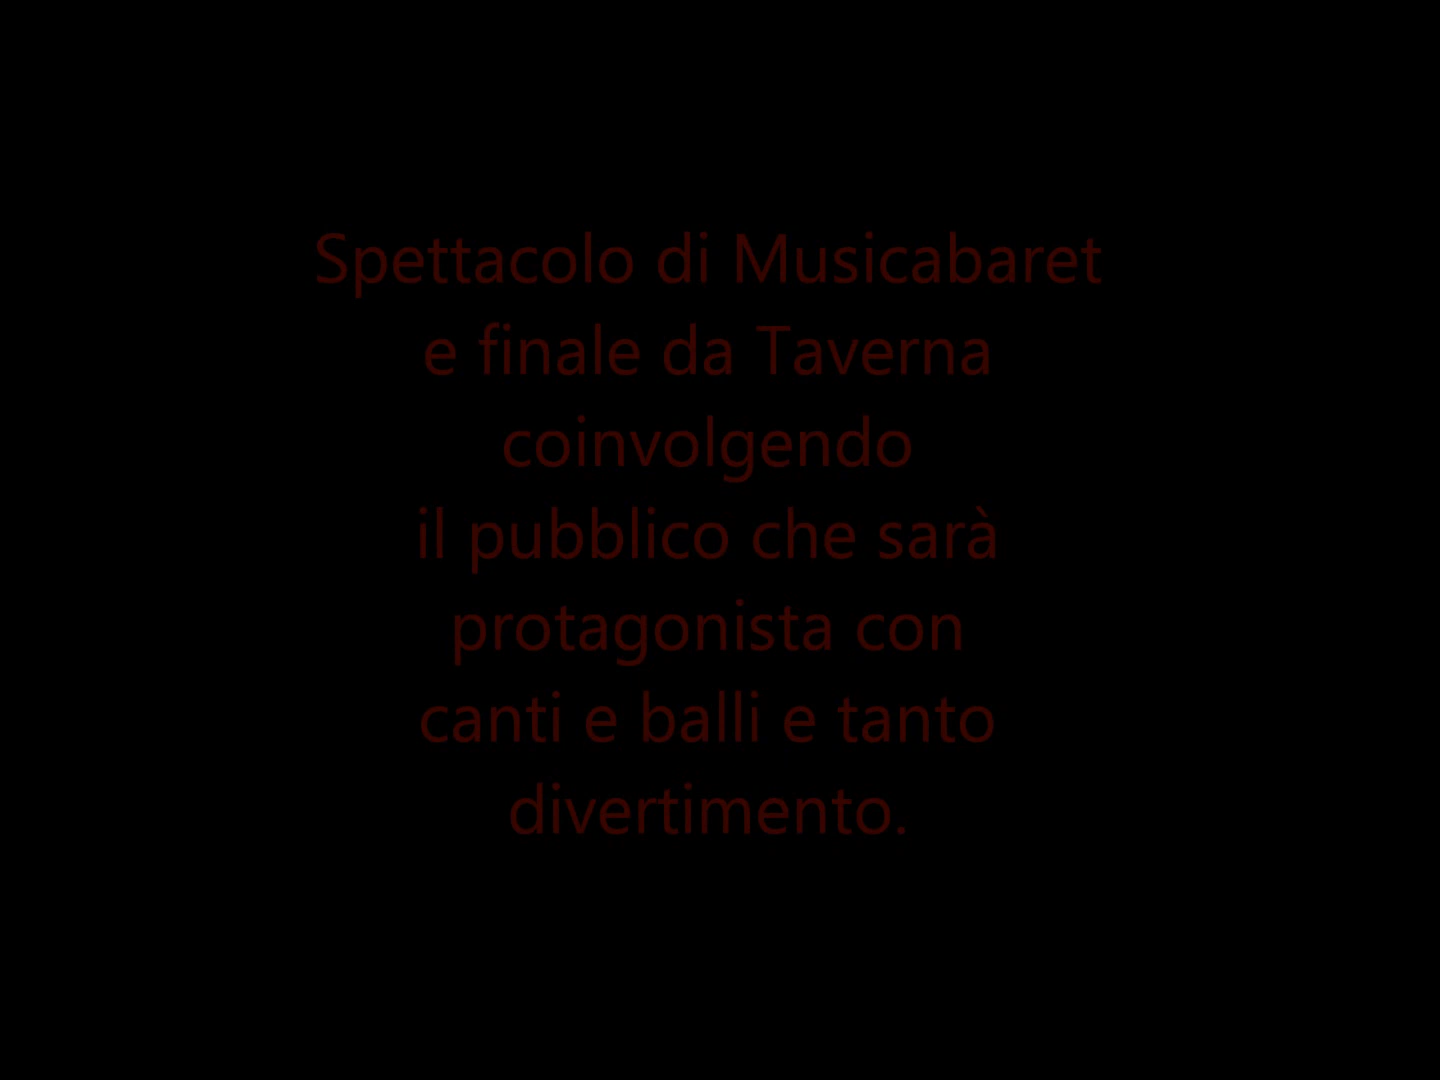 Spettacolo di Musicabaret
e finale da Taverna
coinvolgendo
il pubblico che sarà
protagonista con
canti e balli e tanto
divertimento.